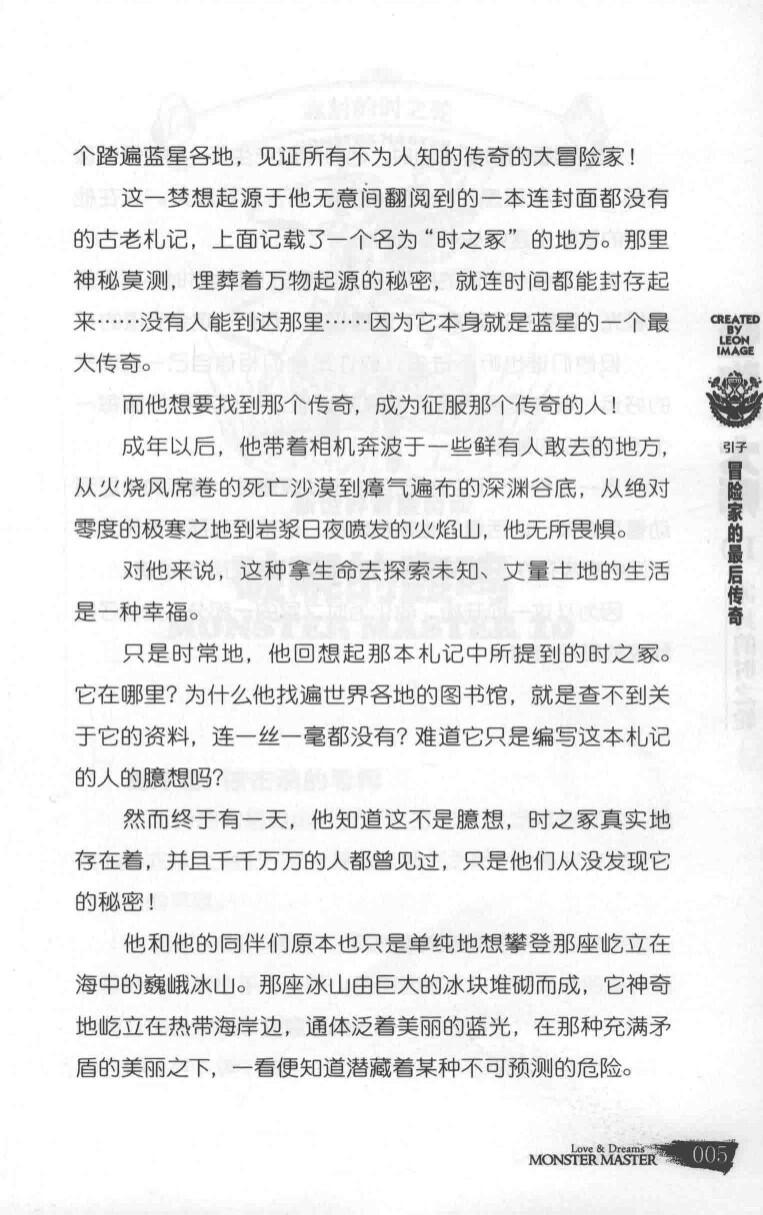 个踏遍蓝星各地，见证所有不为人知的传奇的大冒险家！
这一梦想起源于他无意间翻阅到的一本连封面都没有
的古老札记，上面记载了一个名为“时之冢”的地方。那里
神秘莫测，埋葬着万物起源的秘密，就连时间都能封存起
来……没有人能到达那里……因为它本身就是蓝星的一个最
大传奇。
而他想要找到那个传奇，成为征服那个传奇的人！
成年以后，他带着相机奔波于一些鲜有人敢去的地方，
从火烧风席卷的死亡沙漠到瘴气遍布的深渊谷底，从绝对
零度的极寒之地到岩浆日夜喷发的火焰山，他无所畏惧。
对他来说，这种拿生命去探索未知、丈量土地的生活
是一种幸福。
只是时常地，他回想起那本札记中所提到的时之冢。
它在哪里？为什么他找遍世界各地的图书馆，就是查不到关
于它的资料，连一丝一毫都没有？难道它只是编写这本札记
的人的臆想吗？
然而终于有一天，他知道这不是臆想，时之冢真实地
存在着，并且千千万万的人都曾见过，只是他们从没发现它
的秘密！
他和他的同伴们原本也只是单纯地想攀登那座屹立在
海中的巍峨冰山。那座冰山由巨大的冰块堆砌而成，它神奇
地屹立在热带海岸边，通体泛着美丽的蓝光，在那种充满矛
盾的美丽之下，一看便知道潜藏着某种不可预测的危险。
CREATED
BY
LEON
IMAGE
引子
冒险家的最后传奇
Love & Dreams
MONSTER MASTER
005